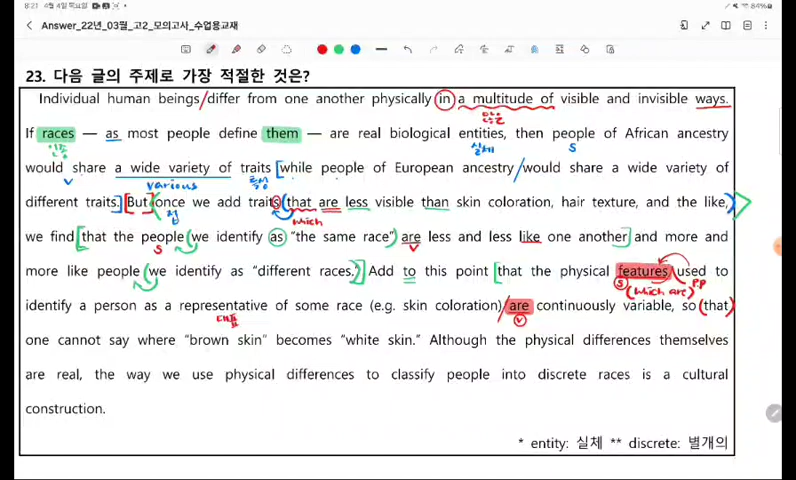 8:21 4월 4일 목요일
84%
Answer_22년_03월_고2_모의고사_수업용교재
23. 다음 글의 주제로 가장 적절한 것은?
Individual human beings/differ from one another physically in a multitude of visible and invisible ways.
If races — as most people define them — are real biological entities, then people of African ancestry
인종 실체 S
would share a wide variety of traits [while people of European ancestry/would share a wide variety of
V various 특성
different traits.] [But] (once we add traits (that are less visible than skin coloration, hair texture, and the like,)
which
we find [that the people (we identify as "the same race") are less and less like one another] and more and
S V
more like people (we identify as "different races.")] Add to this point [that the physical features used to
S (which are) P.P
identify a person as a representative of some race (e.g. skin coloration)/are continuously variable, so (that)
대표 V
one cannot say where "brown skin" becomes "white skin." Although the physical differences themselves
are real, the way we use physical differences to classify people into discrete races is a cultural
construction.
* entity: 실체 ** discrete: 별개의